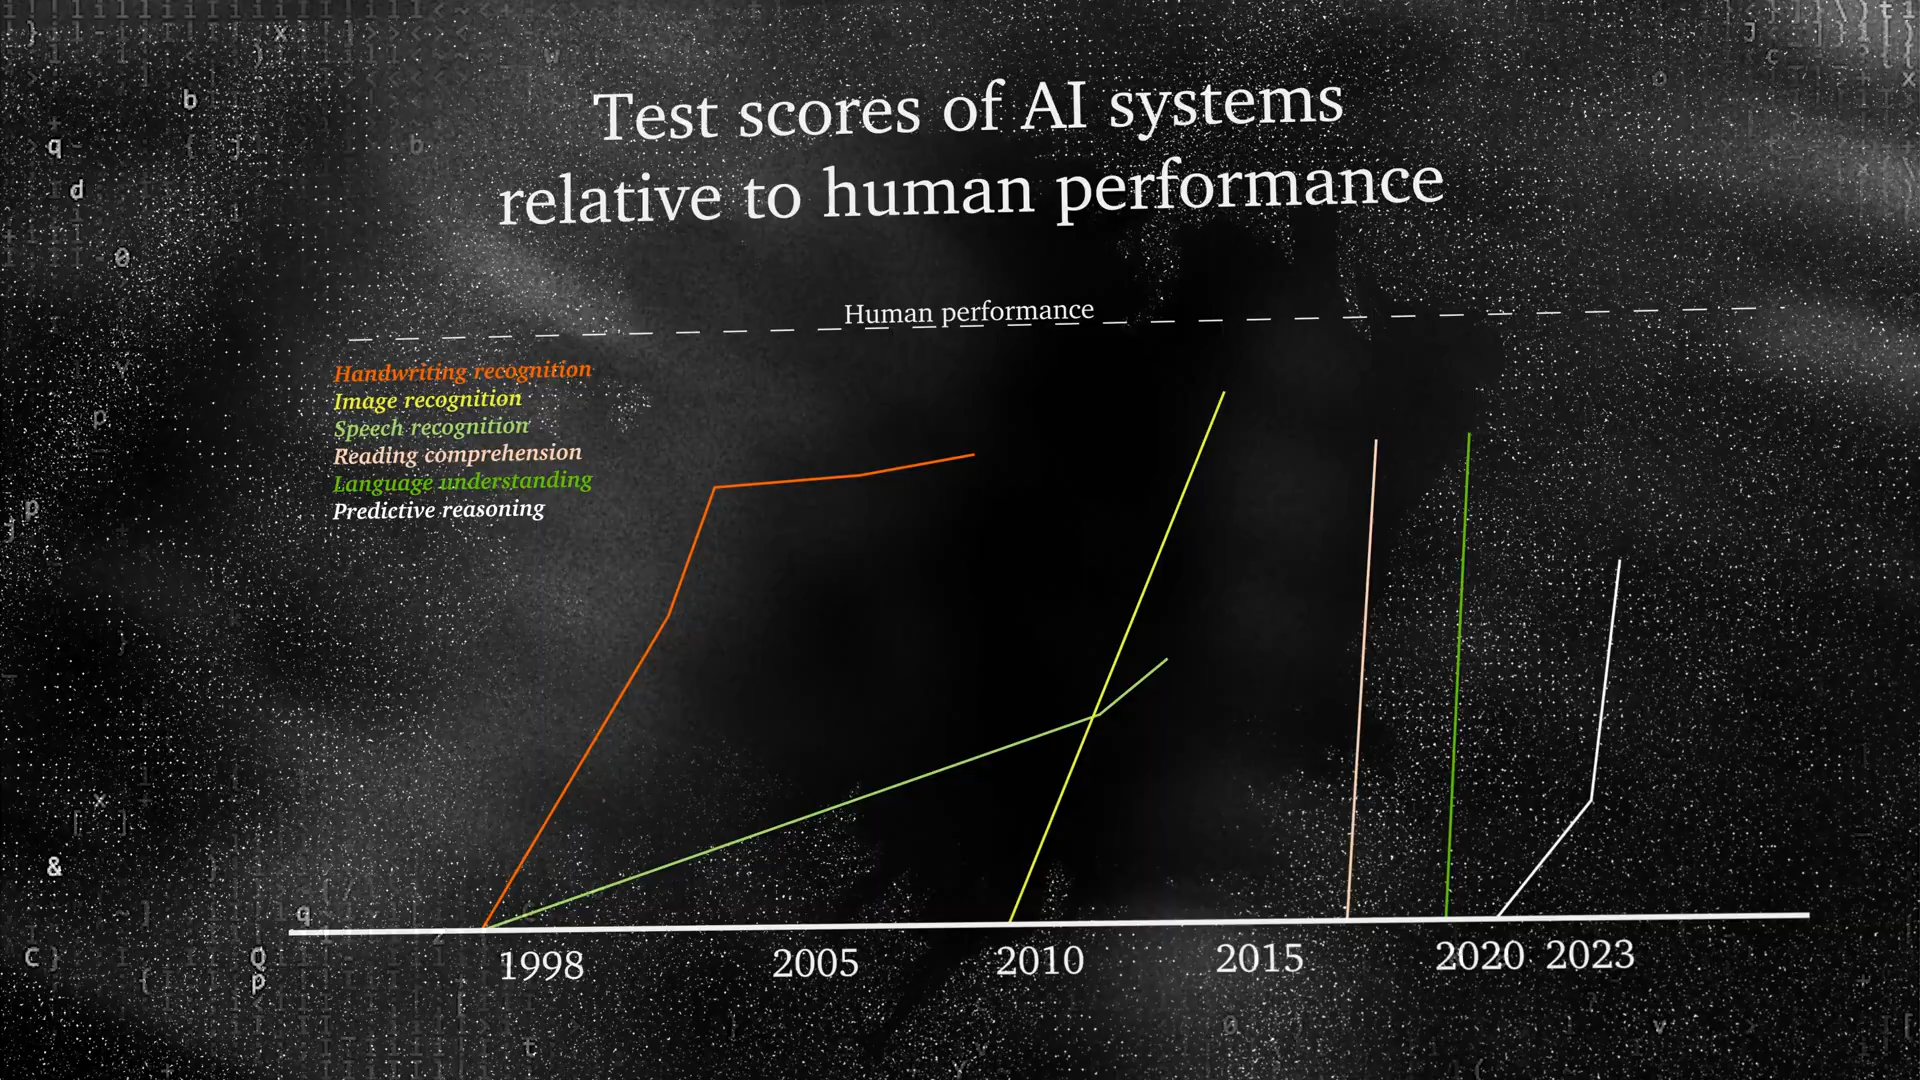 Test scores of AI systems
relative to human performance
Human performance
Handwriting recognition
Image recognition
Speech recognition
Reading comprehension
Language understanding
Predictive reasoning
1998
2005
2010
2015
2020
2023